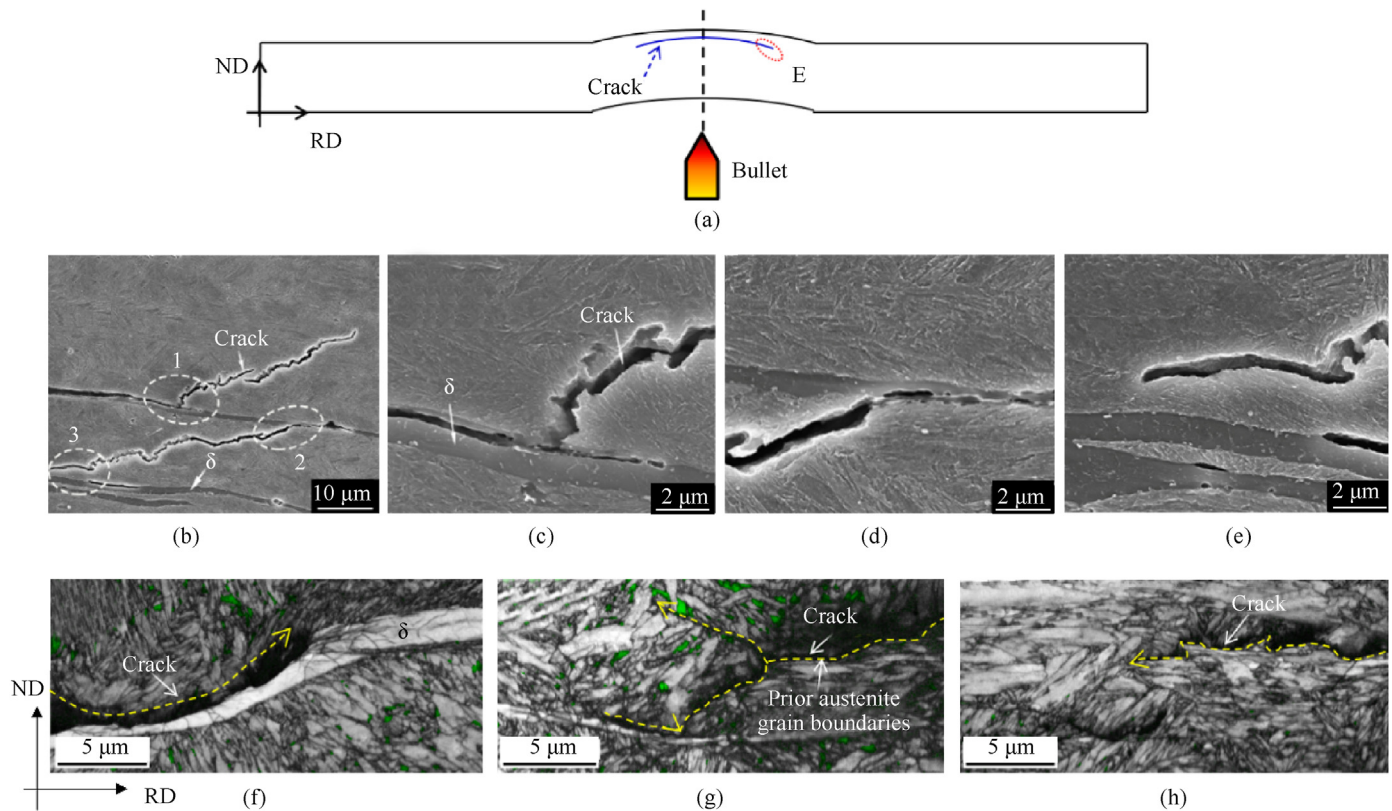 ND
RD
Crack
E
Bullet
(a)
Crack
1
3
2
δ
10 μm
(b)
Crack
δ
2 μm
(c)
2 μm
(d)
2 μm
(e)
ND
RD
Crack
δ
5 μm
(f)
Crack
Prior austenite
grain boundaries
5 μm
(g)
Crack
5 μm
(h)